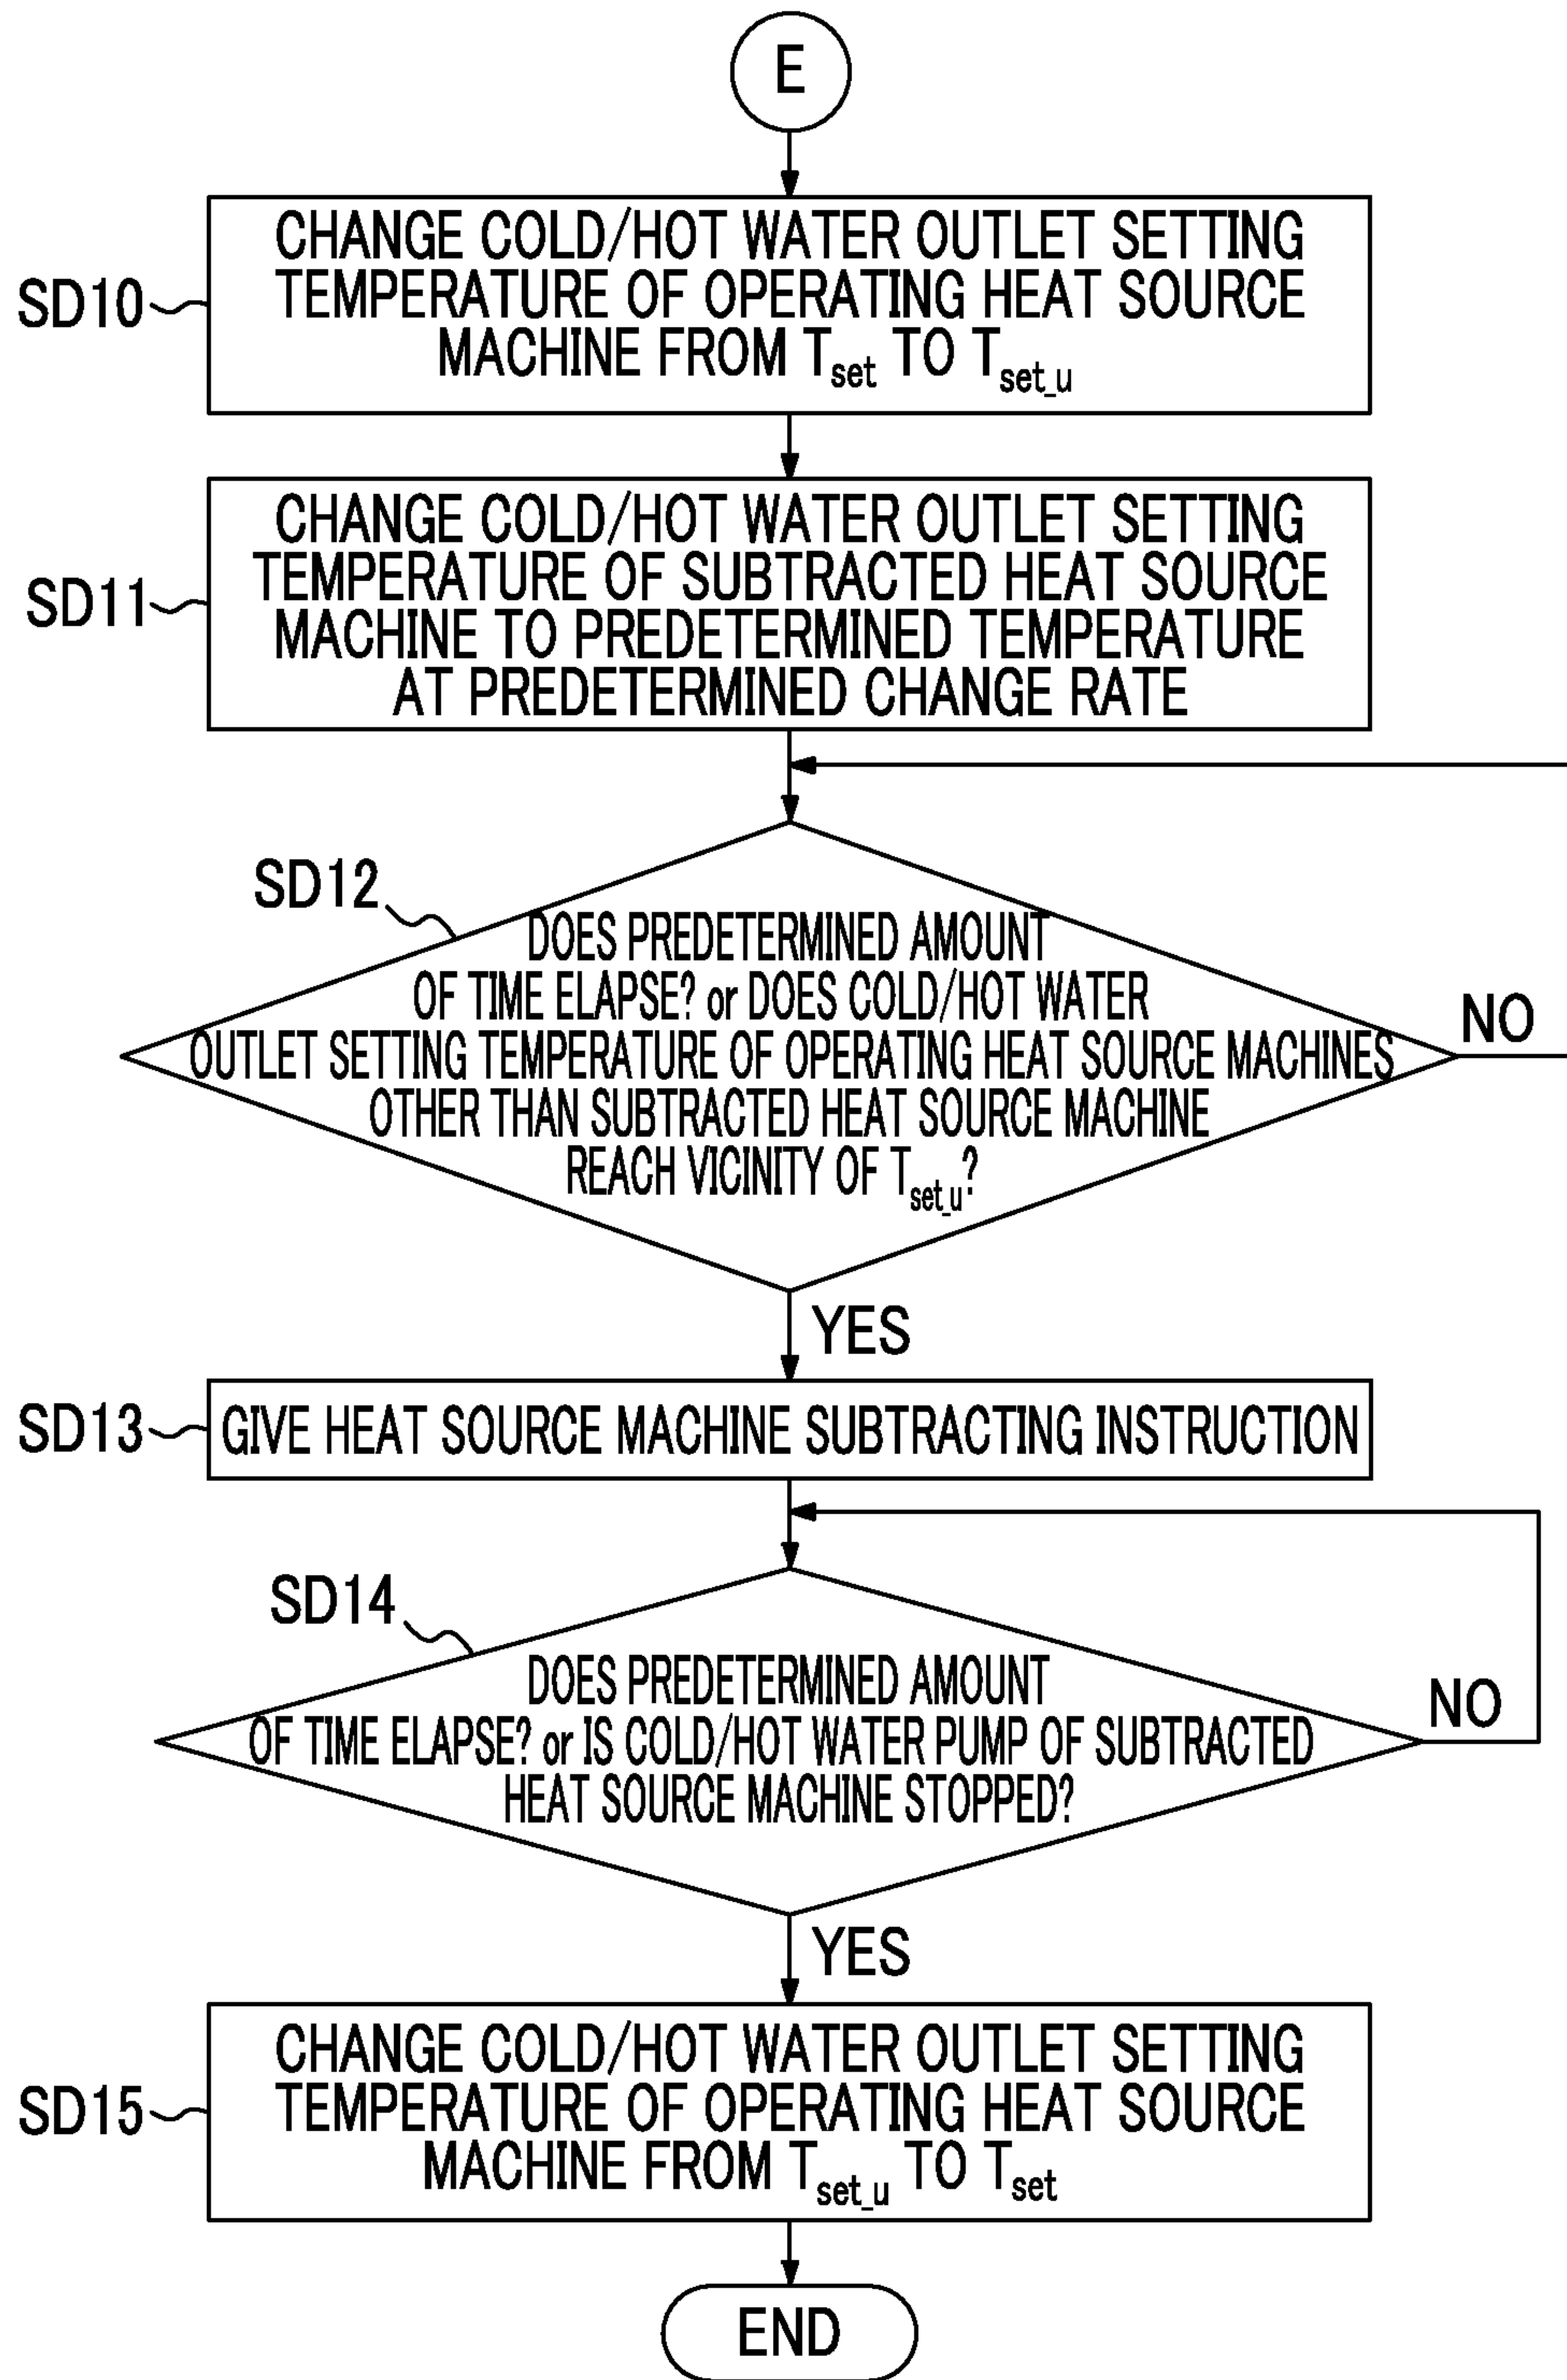 E
CHANGE COLD/HOT WATER OUTLET SETTING
TEMPERATURE OF OPERATING HEAT SOURCE
MACHINE FROM T_set TO T_set_u
SD10
CHANGE COLD/HOT WATER OUTLET SETTING
TEMPERATURE OF SUBTRACTED HEAT SOURCE
MACHINE TO PREDETERMINED TEMPERATURE
AT PREDETERMINED CHANGE RATE
SD11
SD12
DOES PREDETERMINED AMOUNT
OF TIME ELAPSE? or DOES COLD/HOT WATER
OUTLET SETTING TEMPERATURE OF OPERATING HEAT SOURCE MACHINES
OTHER THAN SUBTRACTED HEAT SOURCE MACHINE
REACH VICINITY OF T_set_u?
NO
YES
SD13
GIVE HEAT SOURCE MACHINE SUBTRACTING INSTRUCTION
SD14
DOES PREDETERMINED AMOUNT
OF TIME ELAPSE? or IS COLD/HOT WATER PUMP OF SUBTRACTED
HEAT SOURCE MACHINE STOPPED?
NO
YES
CHANGE COLD/HOT WATER OUTLET SETTING
TEMPERATURE OF OPERATING HEAT SOURCE
MACHINE FROM T_set_u TO T_set
SD15
END